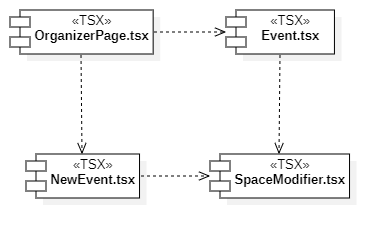 «TSX»
OrganizerPage.tsx
«TSX»
Event.tsx
«TSX»
NewEvent.tsx
«TSX»
SpaceModifier.tsx